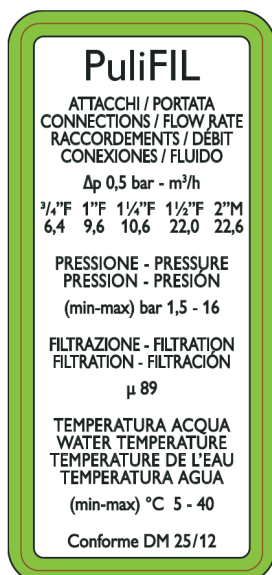 PuliFIL
ATTACCHI / PORTATA
CONNECTIONS / FLOW RATE
RACCORDEMENTS / DÉBIT
CONEXIONES / FLUIDO
Δp 0,5 bar - m³/h
¾”F 1”F 1¼”F 1½”F 2”M
6,4 9,6 10,6 22,0 22,6
PRESSIONE - PRESSURE
PRESSION - PRESIÓN
(min-max) bar 1,5 - 16
FILTRAZIONE - FILTRATION
FILTRATION - FILTRACIÓN
µ 89
TEMPERATURA ACQUA
WATER TEMPERATURE
TEMPERATURE DE L’EAU
TEMPERATURA AGUA
(min-max) °C 5 - 40
Conforme DM 25/12